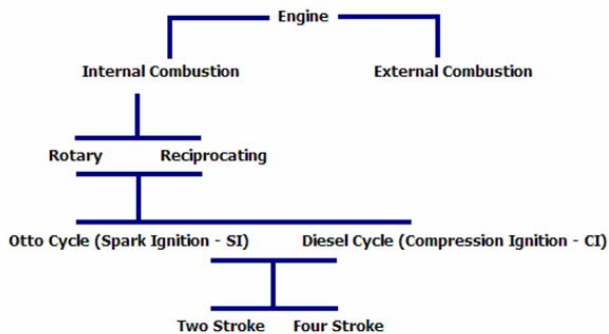 Engine
Internal Combustion External Combustion
Rotary Reciprocating
Otto Cycle (Spark Ignition - SI) Diesel Cycle (Compression Ignition - CI)
Two Stroke Four Stroke